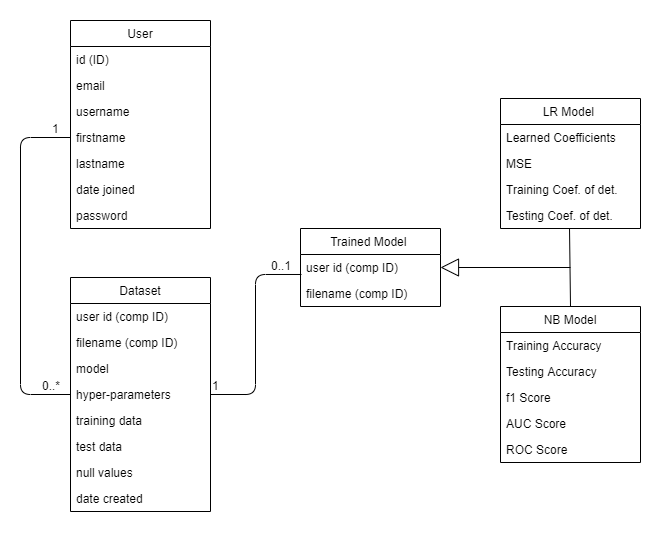 User
id (ID)
email
username
firstname
lastname
date joined
password
1
0..*
Dataset
user id (comp ID)
filename (comp ID)
model
hyper-parameters
training data
test data
null values
date created
1
0..1
Trained Model
user id (comp ID)
filename (comp ID)
LR Model
Learned Coefficients
MSE
Training Coef. of det.
Testing Coef. of det.
NB Model
Training Accuracy
Testing Accuracy
f1 Score
AUC Score
ROC Score